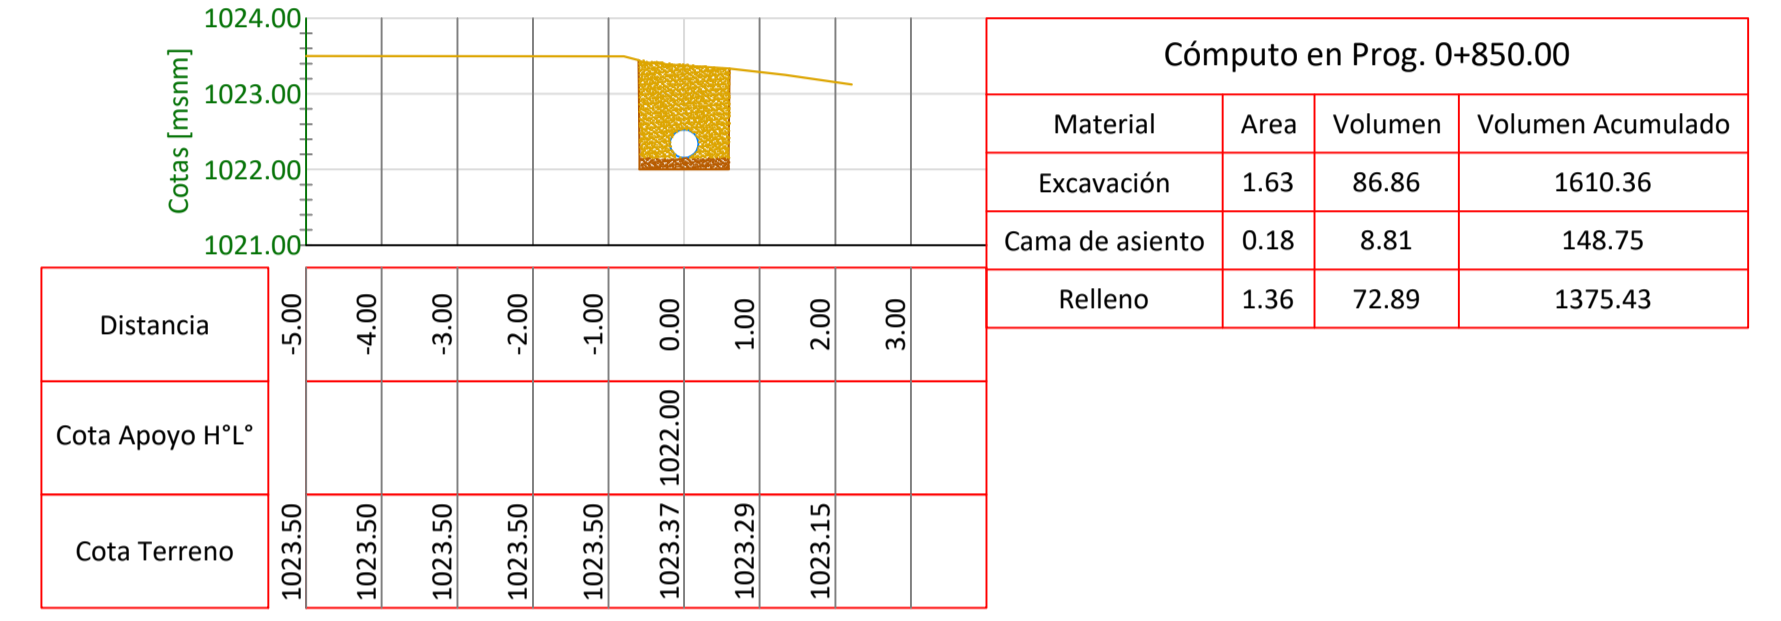 1024.00
1023.00
1022.00
1021.00
Cotas [msnm]
Cómputo en Prog. 0+850.00
Material Area Volumen Volumen Acumulado
Excavación 1.63 86.86 1610.36
Cama de asiento 0.18 8.81 148.75
Relleno 1.36 72.89 1375.43
Distancia -5.00 -4.00 -3.00 -2.00 -1.00 0.00 1.00 2.00 3.00
Cota Apoyo H°L° 1022.00
Cota Terreno 1023.50 1023.50 1023.50 1023.50 1023.50 1023.37 1023.29 1023.15